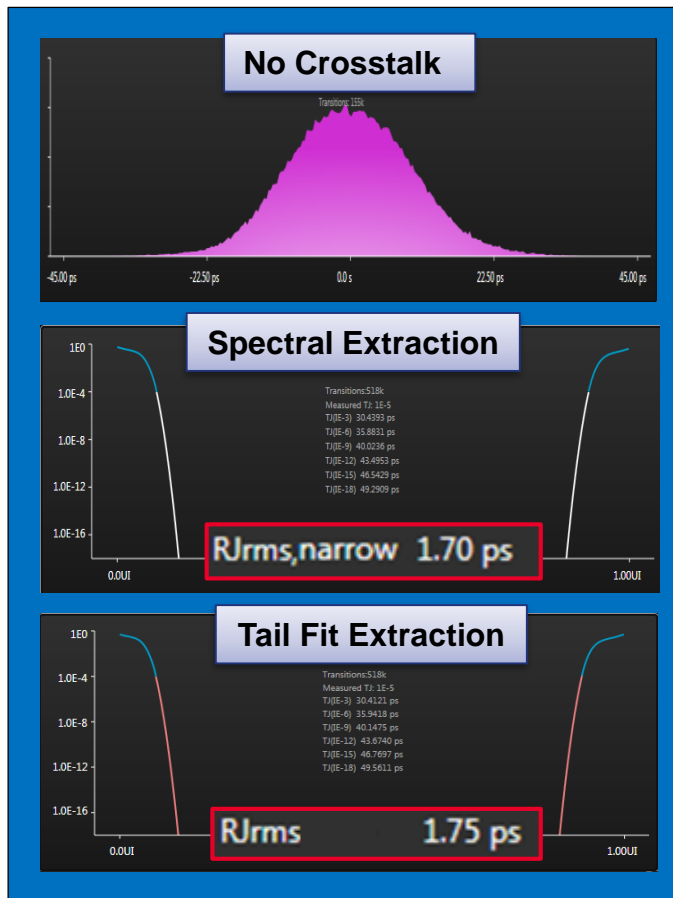 No Crosstalk
Transitions: 155k
-45.00 ps -22.50 ps 0.0 s 22.50 ps 45.00 ps
Spectral Extraction
1E0
1.0E-4
1.0E-8
1.0E-12
1.0E-16
Transitions:518k
Measured TJ: 1E-5
TJ(1E-3) 30.4393 ps
TJ(1E-6) 35.8831 ps
TJ(1E-9) 40.0236 ps
TJ(1E-12) 43.4953 ps
TJ(1E-15) 46.5429 ps
TJ(1E-18) 49.2909 ps
RJrms,narrow 1.70 ps
0.0UI 1.00UI
Tail Fit Extraction
1E0
1.0E-4
1.0E-8
1.0E-12
1.0E-16
Transitions:518k
Measured TJ: 1E-5
TJ(1E-3) 30.4121 ps
TJ(1E-6) 35.9418 ps
TJ(1E-9) 40.1475 ps
TJ(1E-12) 43.6740 ps
TJ(1E-15) 46.7697 ps
TJ(1E-18) 49.5611 ps
RJrms 1.75 ps
0.0UI 1.00UI